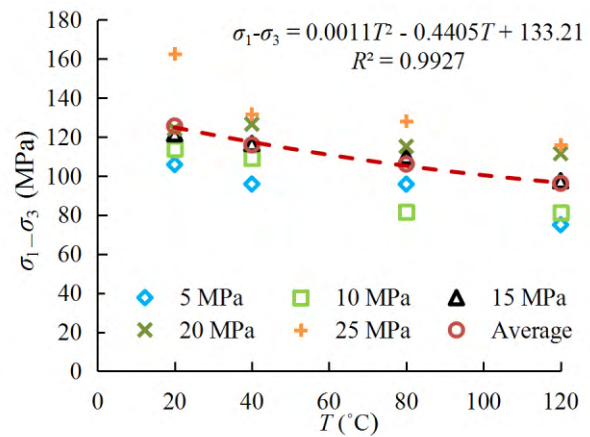 σ₁-σ₃ = 0.0011T² - 0.4405T + 133.21
R² = 0.9927
180
160
140
120
100
80
60
40
20
0
σ₁–σ₃ (MPa)
5 MPa 10 MPa 15 MPa
20 MPa 25 MPa Average
0 20 40 60 80 100 120
T (°C)